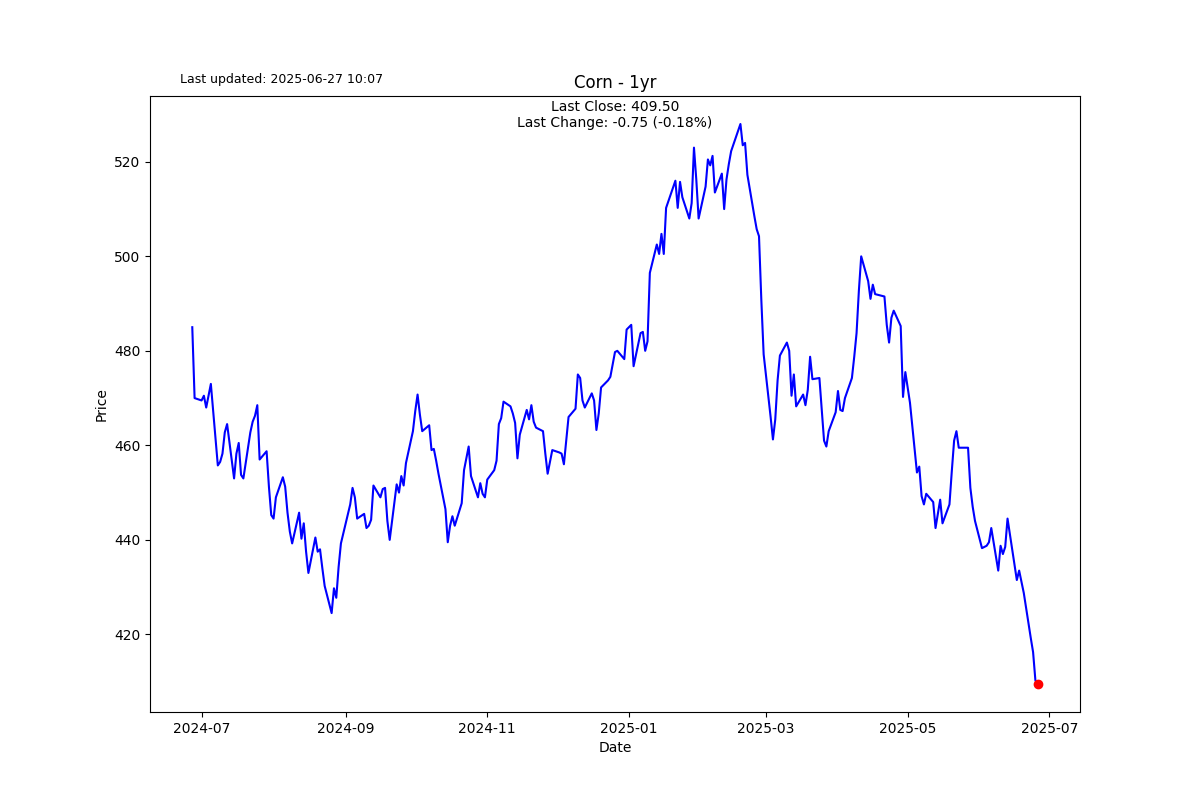 Last updated: 2025-06-27 10:07
Corn - 1yr
Last Close: 409.50
Last Change: -0.75 (-0.18%)
520
500
480
460
440
420
Price
2024-07 2024-09 2024-11 2025-01 2025-03 2025-05 2025-07
Date